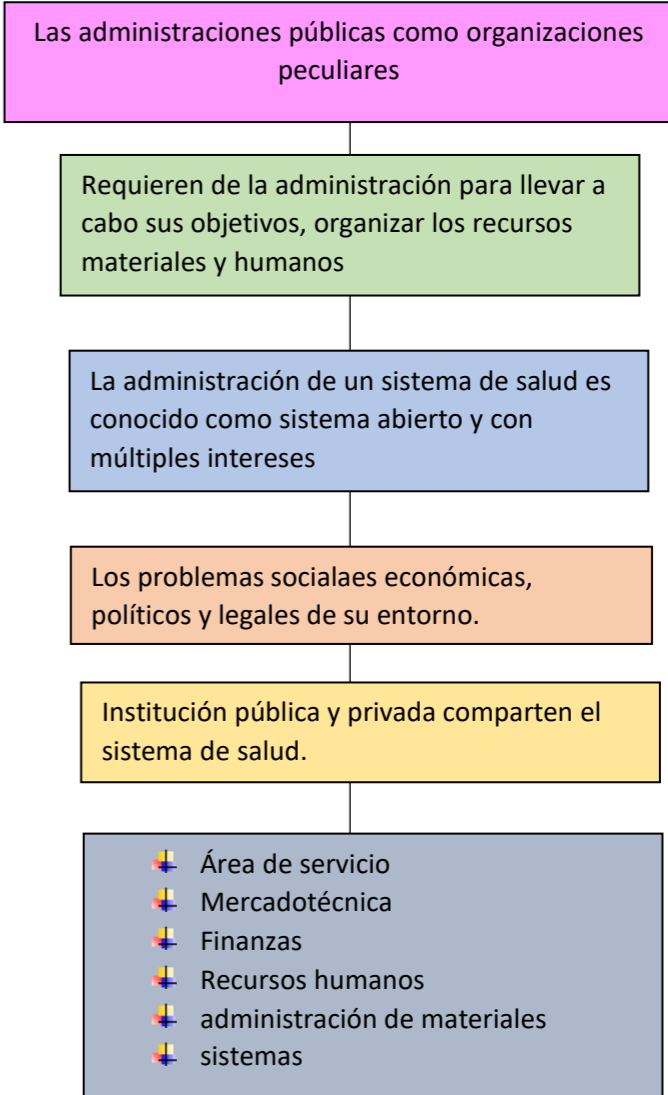 Las administraciones públicas como organizaciones
peculiares
Requieren de la administración para llevar a
cabo sus objetivos, organizar los recursos
materiales y humanos
La administración de un sistema de salud es
conocido como sistema abierto y con
múltiples intereses
Los problemas socialaes económicas,
políticos y legales de su entorno.
Institución pública y privada comparten el
sistema de salud.
Área de servicio
Mercadotécnica
Finanzas
Recursos humanos
administración de materiales
sistemas